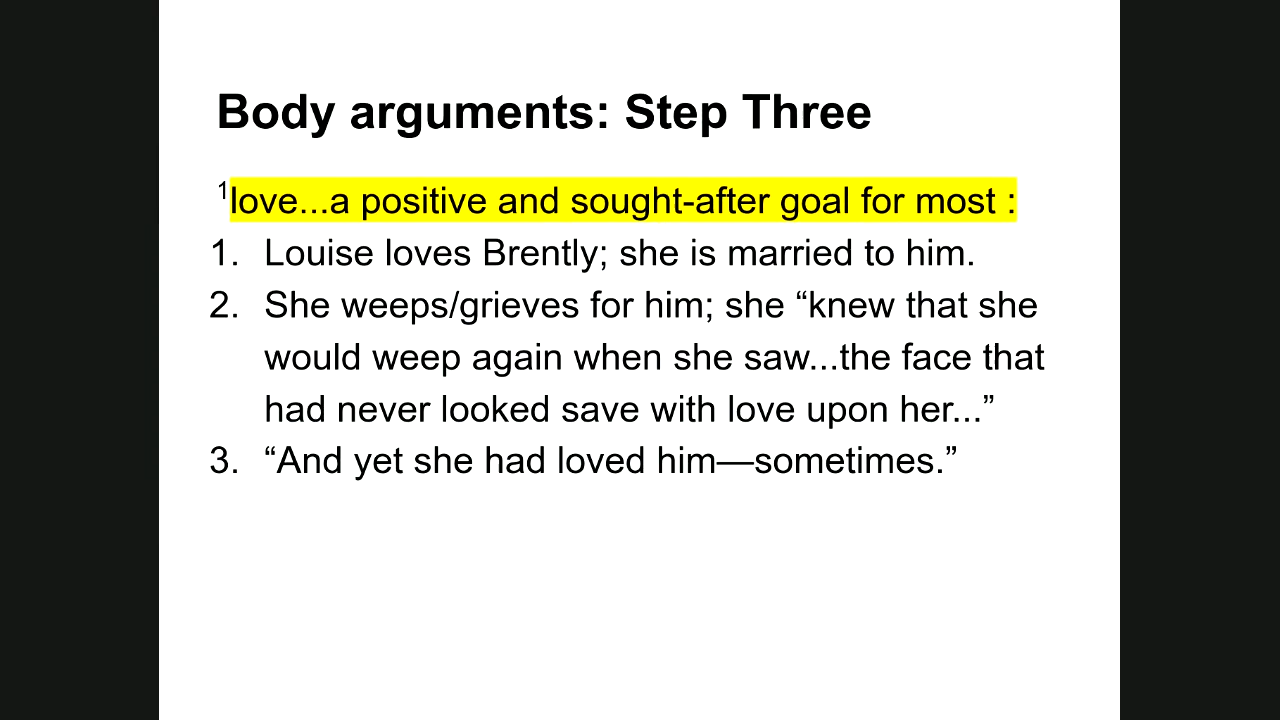 Body arguments: Step Three
¹love...a positive and sought-after goal for most :
1. Louise loves Brently; she is married to him.
2. She weeps/grieves for him; she “knew that she
would weep again when she saw...the face that
had never looked save with love upon her...”
3. “And yet she had loved him—sometimes.”